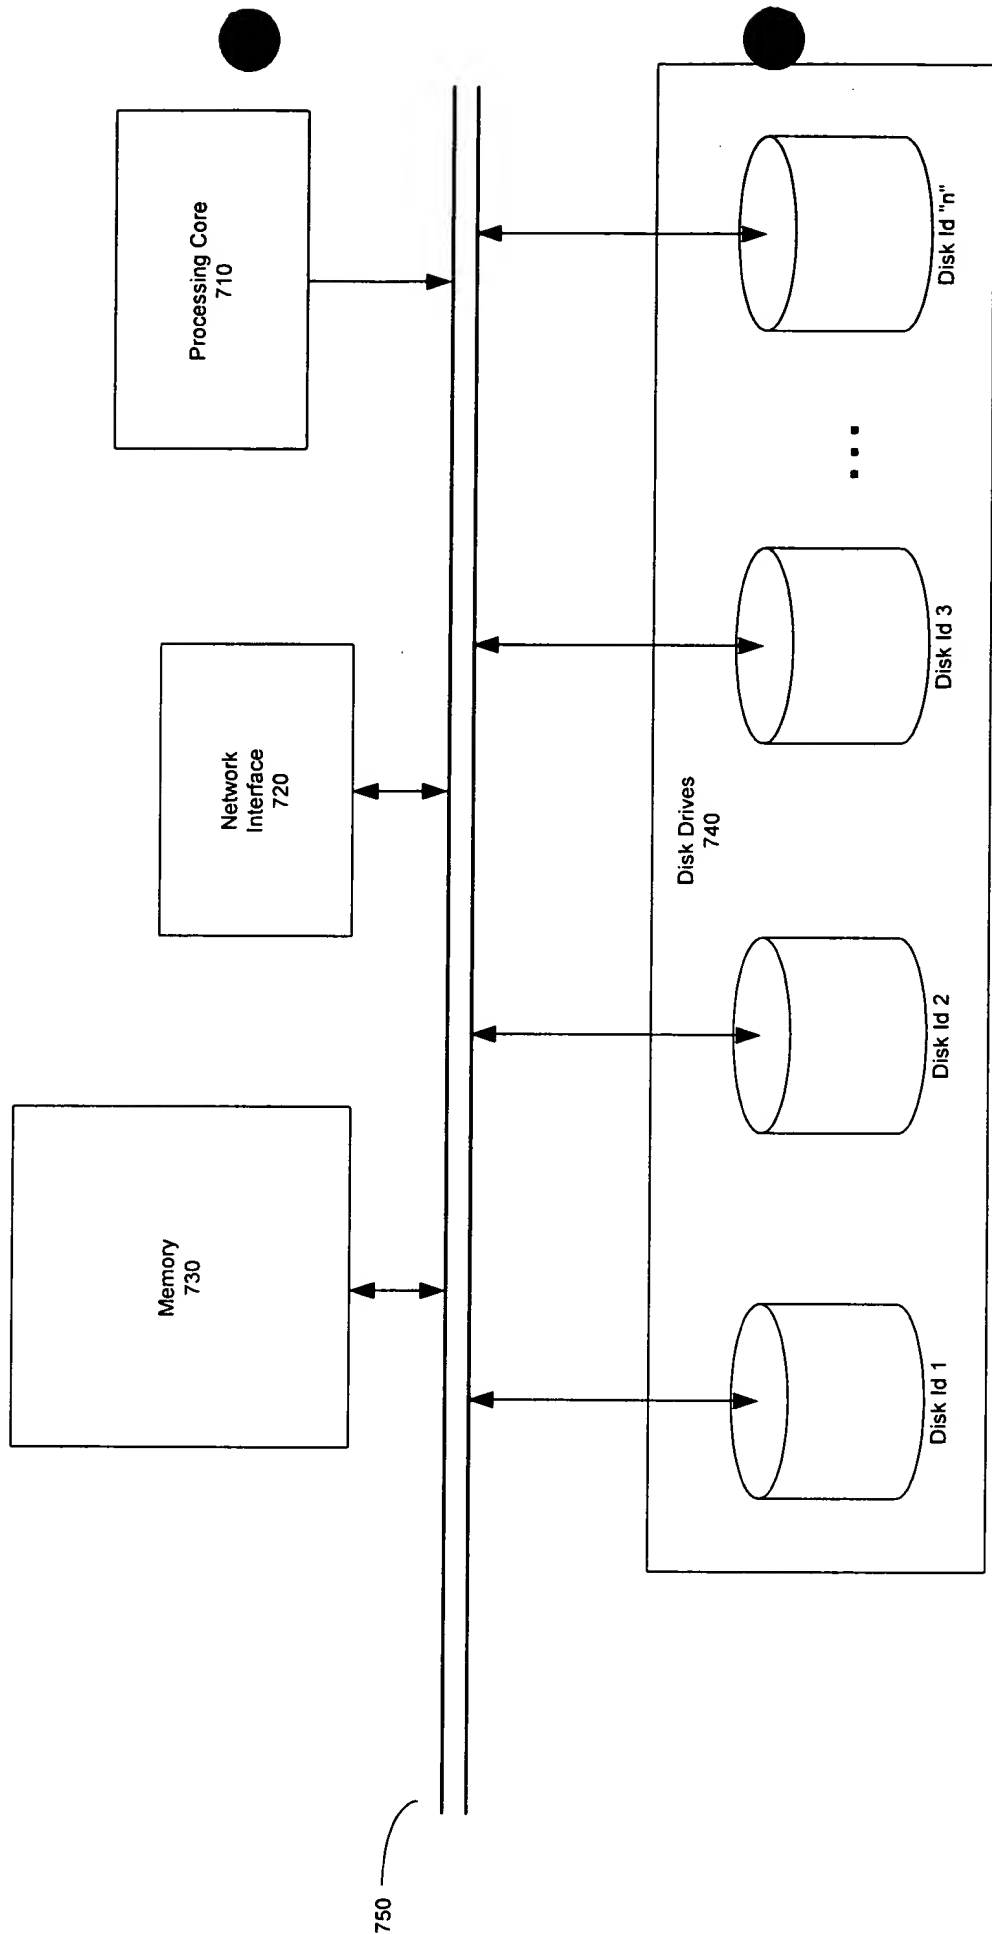 Memory
730
Network
Interface
720
Processing Core
710
750
Disk Drives
740
Disk Id 1
Disk Id 2
Disk Id 3
...
Disk Id "n"